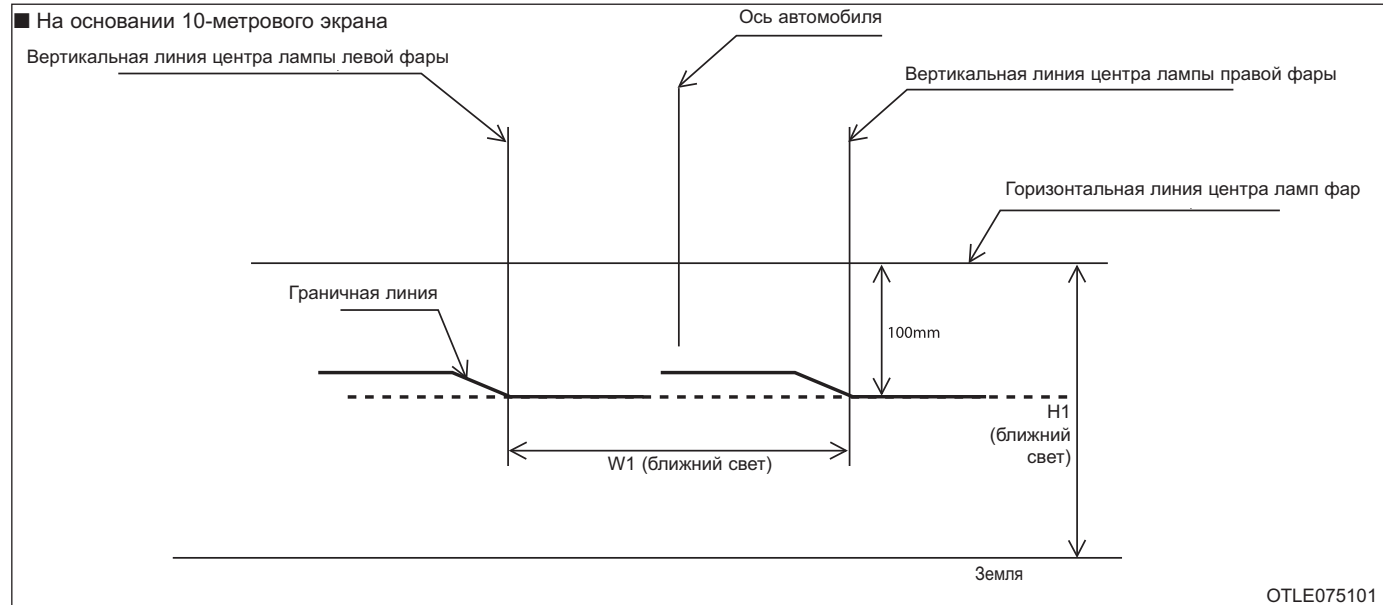 ■ На основании 10-метрового экрана
Ось автомобиля
Вертикальная линия центра лампы левой фары
Вертикальная линия центра лампы правой фары
Горизонтальная линия центра ламп фар
Граничная линия
100mm
H1
(ближний
свет)
W1 (ближний свет)
Земля
OTLE075101